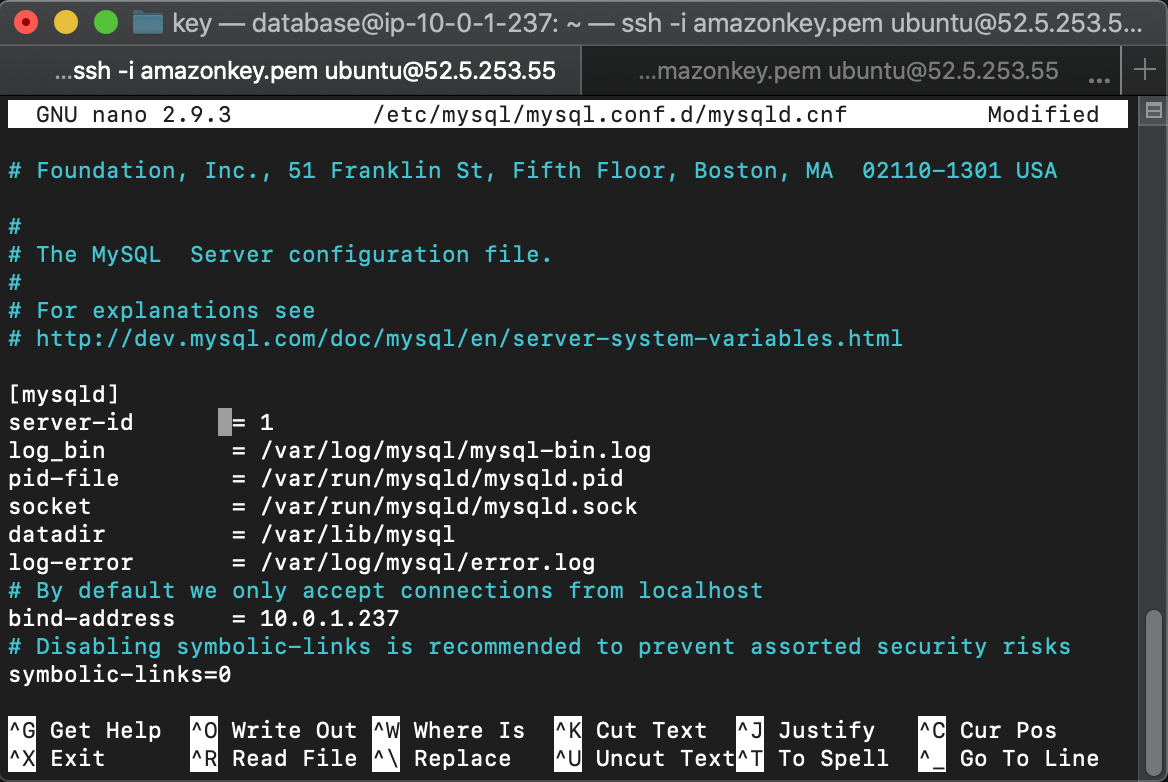 key — database@ip-10-0-1-237: ~ — ssh -i amazonkey.pem ubuntu@52.5.253.5...
...ssh -i amazonkey.pem ubuntu@52.5.253.55
...mazonkey.pem ubuntu@52.5.253.55 ...
GNU nano 2.9.3 /etc/mysql/mysql.conf.d/mysqld.cnf Modified
# Foundation, Inc., 51 Franklin St, Fifth Floor, Boston, MA  02110-1301 USA
#
# The MySQL  Server configuration file.
#
# For explanations see
# http://dev.mysql.com/doc/mysql/en/server-system-variables.html
[mysqld]
server-id       = 1
log_bin         = /var/log/mysql/mysql-bin.log
pid-file        = /var/run/mysqld/mysqld.pid
socket          = /var/run/mysqld/mysqld.sock
datadir         = /var/lib/mysql
log-error       = /var/log/mysql/error.log
# By default we only accept connections from localhost
bind-address    = 10.0.1.237
# Disabling symbolic-links is recommended to prevent assorted security risks
symbolic-links=0
^G Get Help ^O Write Out ^W Where Is ^K Cut Text ^J Justify ^C Cur Pos
^X Exit ^R Read File ^\ Replace ^U Uncut Text ^T To Spell ^_ Go To Line